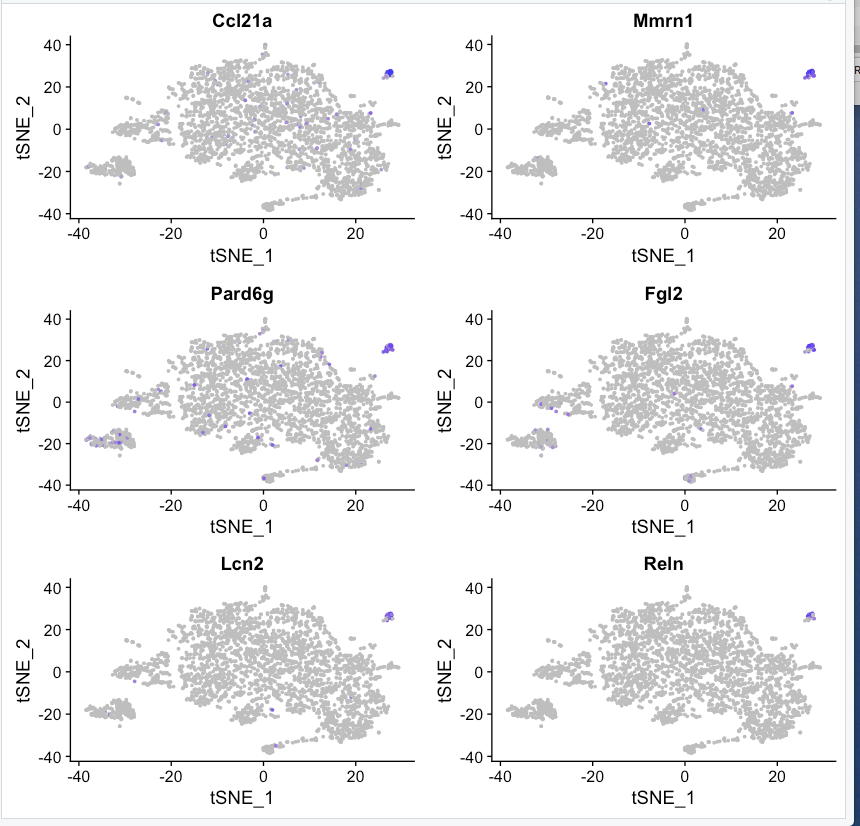 Ccl21a Mmrn1
40 40
20 20
tSNE_2 0 tSNE_2 0
-20 -20
-40 -40
-40 -20 0 20 -40 -20 0 20
tSNE_1 tSNE_1
Pard6g Fgl2
40 40
20 20
tSNE_2 0 tSNE_2 0
-20 -20
-40 -40
-40 -20 0 20 -40 -20 0 20
tSNE_1 tSNE_1
Lcn2 Reln
40 40
20 20
tSNE_2 0 tSNE_2 0
-20 -20
-40 -40
-40 -20 0 20 -40 -20 0 20
tSNE_1 tSNE_1